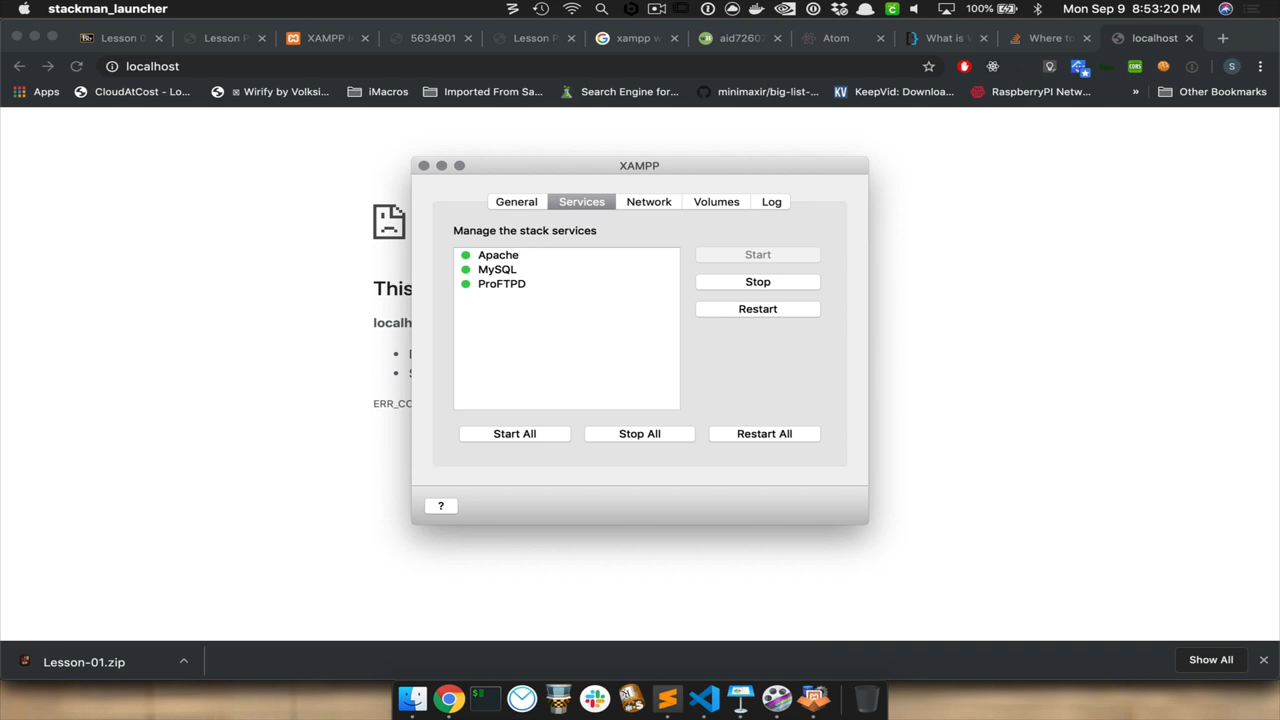 stackman_launcher
100%
Mon Sep 9 8:53:20 PM
Lesson 0
Lesson P
XAMPP I
5634901
Lesson P
xampp w
aid7260
Atom
What is V
Where to
localhost
localhost
S
Apps
CloudAtCost - Lo...
Wirify by Volksi...
iMacros
Imported From Sa...
Search Engine for...
minimaxir/big-list-...
KV
KeepVid: Downloa...
RaspberryPI Netw...
»
Other Bookmarks
XAMPP
General
Services
Network
Volumes
Log
Manage the stack services
Apache
MySQL
ProFTPD
Start
Stop
Restart
This
localh
ERR_CO
Start All
Stop All
Restart All
?
Lesson-01.zip
Show All